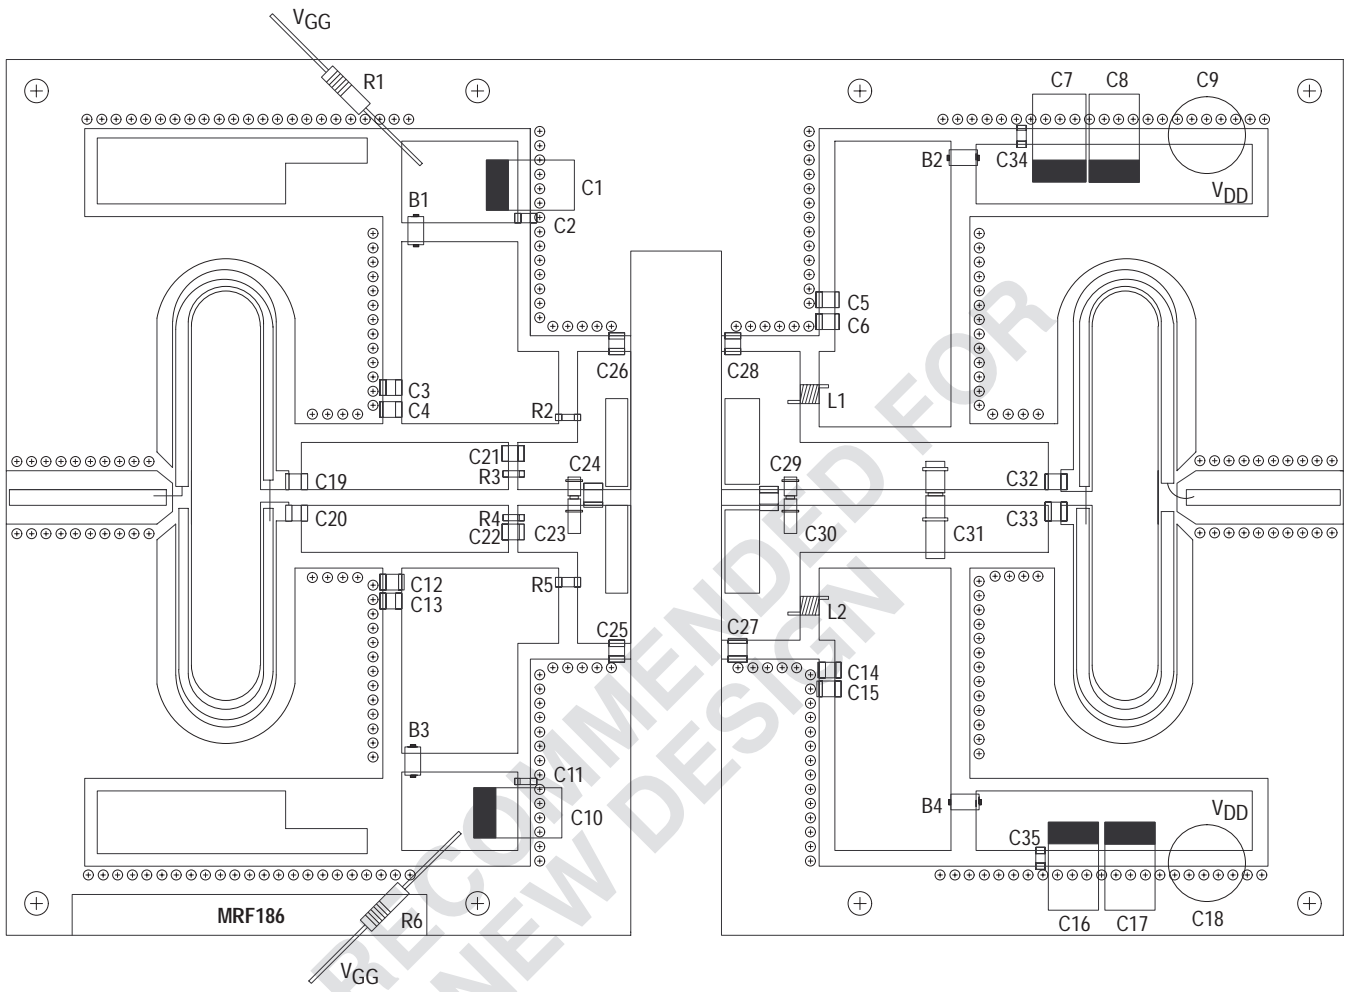 VGG
R1
C7
C8
C9
B2
C34
VDD
C1
B1
C2
C5
C6
C26
C28
C3
C4
L1
R2
C21
C24
C29
R3
C19
C32
C20
R4
C22
C23
C30
C31
C33
C12
C13
R5
L2
C25
C27
C14
C15
B3
C11
C10
B4
VDD
C35
MRF186
R6
C16
C17
C18
VGG
RECOMMENDED FOR
NEW DESIGN